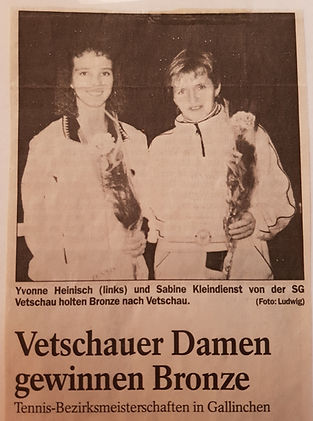 Yvonne Heinisch (links) und Sabine Kleindienst von der SG
Vetschau holten Bronze nach Vetschau. (Foto: Ludwig)
Vetschauer Damen
gewinnen Bronze
Tennis-Bezirksmeisterschaften in Gallinchen